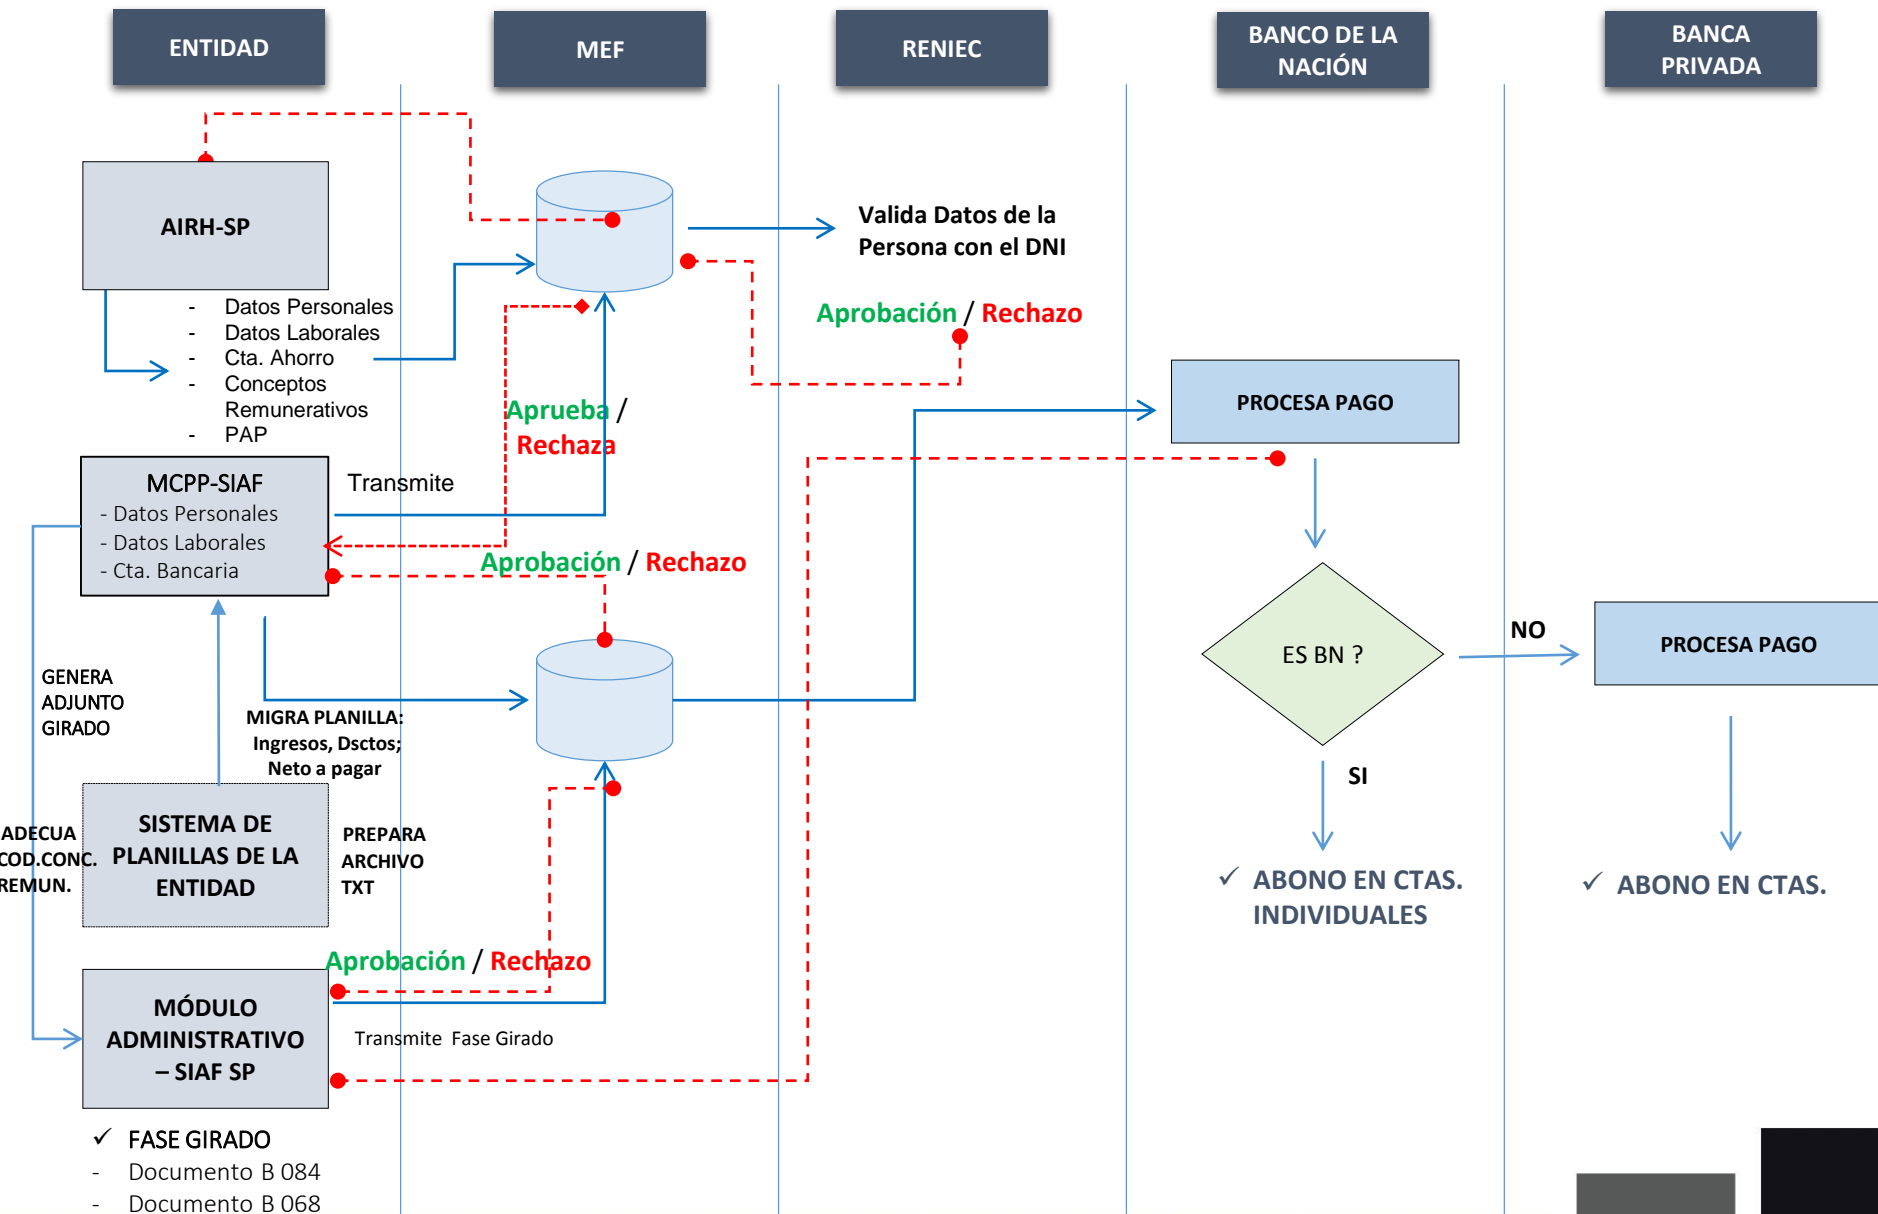 ENTIDAD
MEF
RENIEC
BANCO DE LA
NACIÓN
BANCA
PRIVADA
AIRH-SP
Valida Datos de la
Persona con el DNI
- Datos Personales
- Datos Laborales
- Cta. Ahorro
- Conceptos
Remunerativos
- PAP
Aprobación / Rechazo
Aprueba /
Rechaza
PROCESA PAGO
MCPP-SIAF
- Datos Personales
- Datos Laborales
- Cta. Bancaria
Transmite
Aprobación / Rechazo
ES BN ?
NO
PROCESA PAGO
GENERA
ADJUNTO
GIRADO
MIGRA PLANILLA:
Ingresos, Dsctos;
Neto a pagar
SI
ADECUA
COD.CONC.
REMUN.
SISTEMA DE
PLANILLAS DE LA
ENTIDAD
PREPARA
ARCHIVO
TXT
✓ ABONO EN CTAS.
INDIVIDUALES
✓ ABONO EN CTAS.
Aprobación / Rechazo
MÓDULO
ADMINISTRATIVO
– SIAF SP
Transmite Fase Girado
✓ FASE GIRADO
- Documento B 084
- Documento B 068